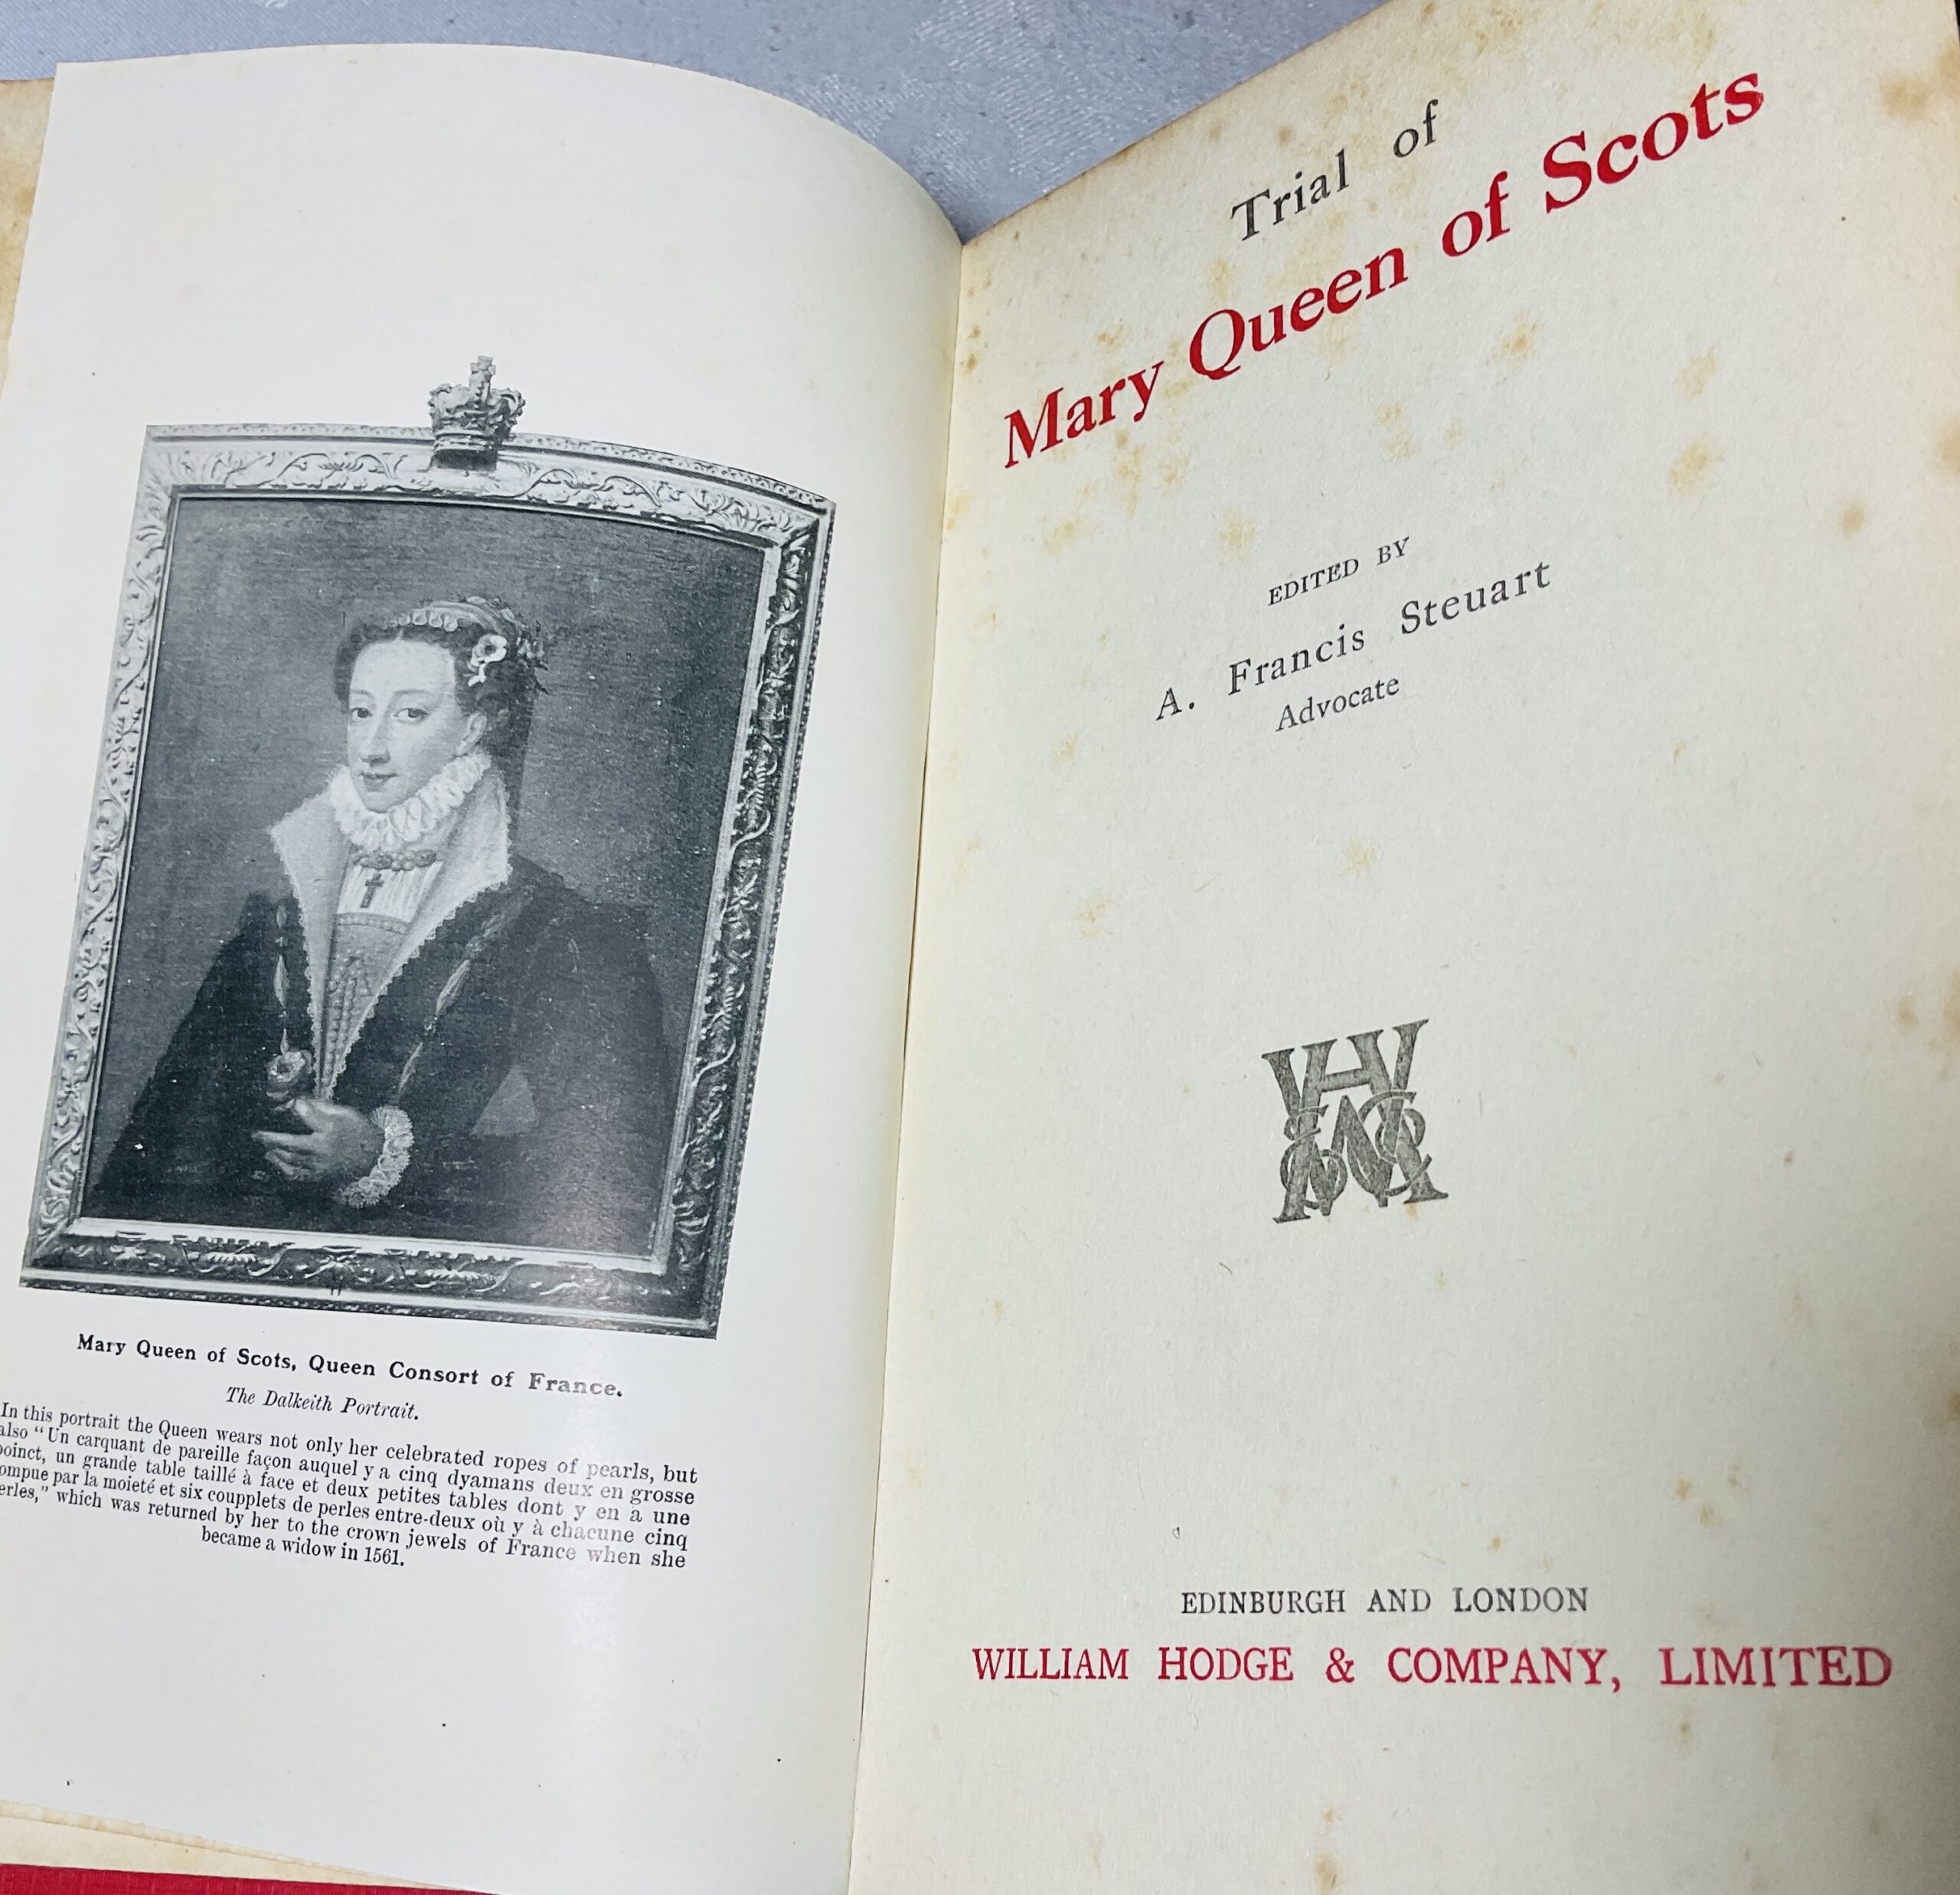 Mary Queen of Scots, Queen Consort of France.
The Dalkeith Portrait.
In this portrait the Queen wears not only her celebrated ropes of pearls, but
also "Un carquant de pareille façon auquel y a cinq dyamans deux en grosse
poinct, un grande table taillé à face et deux petites tables dont y en à une
ompue par la moieté et six coupplets de perles entre-deux où y à chacune cinq
erles," which was returned by her to the crown jewels of France when she
became a widow in 1561.
Trial of
Mary Queen of Scots
EDITED BY
A. Francis Steuart
Advocate
EDINBURGH AND LONDON
WILLIAM HODGE & COMPANY, LIMITED